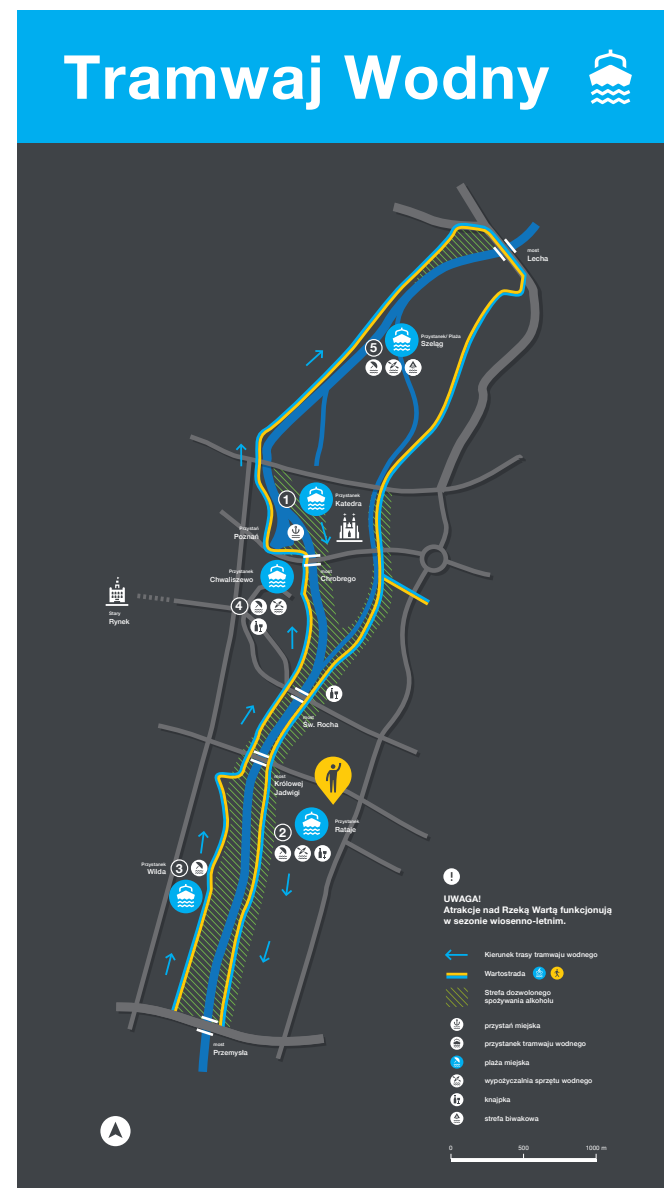 Tramwaj Wodny
most
Lecha
Przystanek/ Plaża
Szeląg
5
1
Przystanek
Katedra
Przystań
Poznań
Przystanek
Chwaliszewo
most
Chrobrego
4
Stary
Rynek
most
Św. Rocha
most
Królowej
Jadwigi
2
Przystanek
Rataje
Przystanek
Wilda
3
most
Przemysła
!
UWAGA!
Atrakcje nad Rzeką Wartą funkcjonują
w sezonie wiosenno-letnim.
Kierunek trasy tramwaju wodnego
Wartostrada
Strefa dozwolonego
spożywania alkoholu
przystań miejska
przystanek tramwaju wodnego
plaża miejska
wypożyczalnia sprzętu wodnego
knajpka
strefa biwakowa
0 500 1000 m